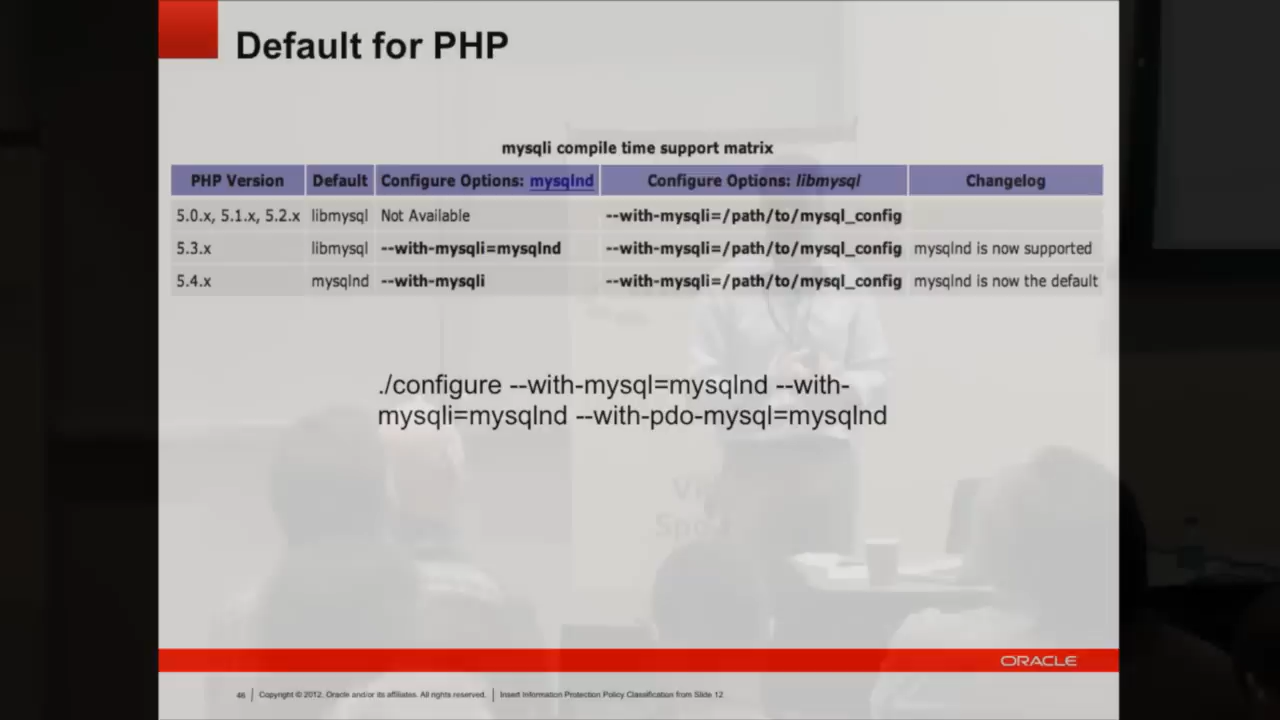 Default for PHP
mysqli compile time support matrix
PHP Version Default Configure Options: mysqlnd Configure Options: libmysql Changelog
5.0.x, 5.1.x, 5.2.x libmysql Not Available --with-mysqli=/path/to/mysql_config
5.3.x libmysql --with-mysqli=mysqlnd --with-mysqli=/path/to/mysql_config mysqlnd is now supported
5.4.x mysqlnd --with-mysqli --with-mysqli=/path/to/mysql_config mysqlnd is now the default
./configure --with-mysql=mysqlnd --with-
mysqli=mysqlnd --with-pdo-mysql=mysqlnd
ORACLE
46 Copyright © 2012, Oracle and/or its affiliates. All rights reserved. Insert Information Protection Policy Classification from Slide 12